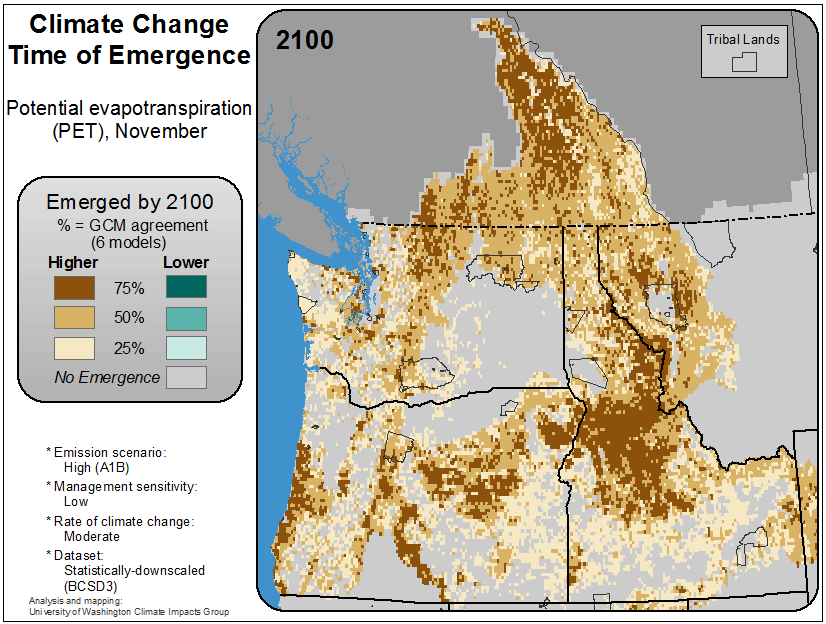 Climate Change
Time of Emergence
Potential evapotranspiration
(PET), November
Emerged by 2100
% = GCM agreement
(6 models)
Higher Lower
75%
50%
25%
No Emergence
* Emission scenario:
High (A1B)
* Management sensitivity:
Low
* Rate of climate change:
Moderate
* Dataset:
Statistically-downscaled
(BCSD3)
Analysis and mapping:
University of Washington Climate Impacts Group
2100
Tribal Lands